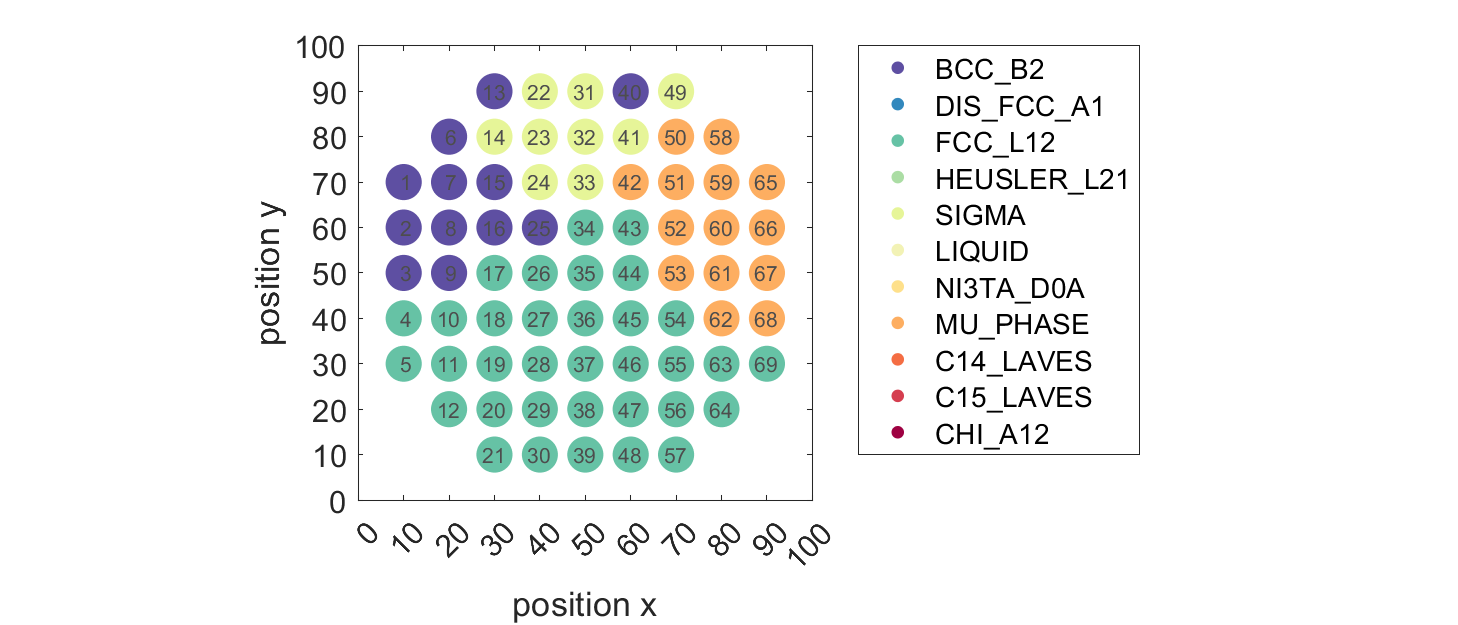 100
90
80
70
60
50
40
30
20
10
0
position y
13 22 31 40 49
6 14 23 32 41 50 58
1 7 15 24 33 42 51 59 65
2 8 16 25 34 43 52 60 66
3 9 17 26 35 44 53 61 67
4 10 18 27 36 45 54 62 68
5 11 19 28 37 46 55 63 69
12 20 29 38 47 56 64
21 30 39 48 57
0 10 20 30 40 50 60 70 80 90 100
position x
BCC_B2
DIS_FCC_A1
FCC_L12
HEUSLER_L21
SIGMA
LIQUID
NI3TA_D0A
MU_PHASE
C14_LAVES
C15_LAVES
CHI_A12